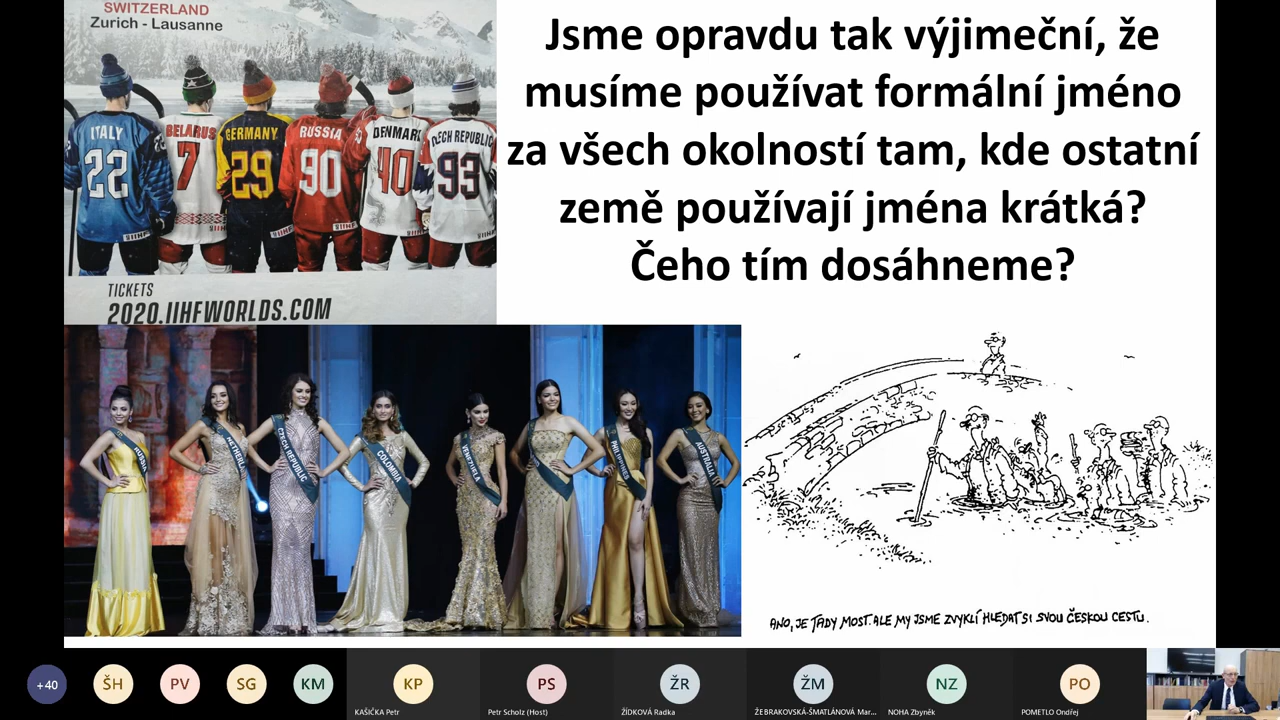 SWITZERLAND
Zurich - Lausanne
ITALY
22
BELARUS
7
GERMANY
29
RUSSIA
90
DENMARK
40
CZECH REPUBLIC
93
TICKETS
2020.IIHFWORLDS.COM
Jsme opravdu tak výjimeční, že
musíme používat formální jméno
za všech okolností tam, kde ostatní
země používají jména krátká?
Čeho tím dosáhneme?
RUSSIA
NETHERLANDS
CZECH REPUBLIC
COLOMBIA
VENEZUELA
PHILIPPINES
AUSTRALIA
ANO, JE TADY MOST. ALE MY JSME ZVYKLÍ HLEDAT SI SVOU ČESKOU CESTU.
+40
ŠH
PV
SG
KM
KP
KAŠIČKA Petr
PS
Petr Scholz (Host)
ŽR
ŽÍDKOVÁ Radka
ŽM
ŽEBRAKOVSKÁ-ŠMATLÁNOVÁ Mar...
NZ
NOHA Zbyněk
PO
POMETLO Ondřej